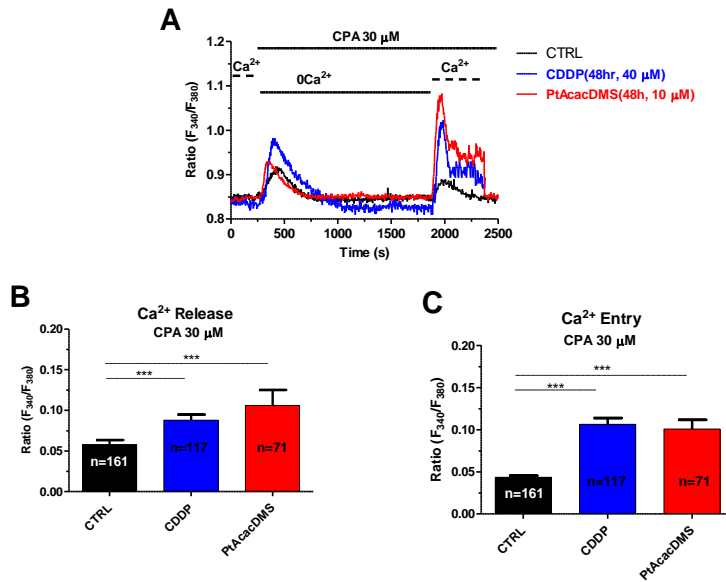 A
CPA 30 µM
Ca²⁺
0Ca²⁺
Ca²⁺
CTRL
CDDP(48hr, 40 µM)
PtAcacDMS(48h, 10 µM)
Ratio (F₃₄₀/F₃₈₀)
1.2
1.1
1.0
0.9
0.8
0
500
1000
1500
2000
2500
Time (s)
B
Ca²⁺ Release
CPA 30 µM
Ratio (F₃₄₀/F₃₈₀)
0.20
0.15
0.10
0.05
0.00
***
***
n=161
n=117
n=71
CTRL
CDDP
PtAcacDMS
C
Ca²⁺ Entry
CPA 30 µM
Ratio (F₃₄₀/F₃₈₀)
0.20
0.15
0.10
0.05
0.00
***
***
n=161
n=117
n=71
CTRL
CDDP
PtAcacDMS